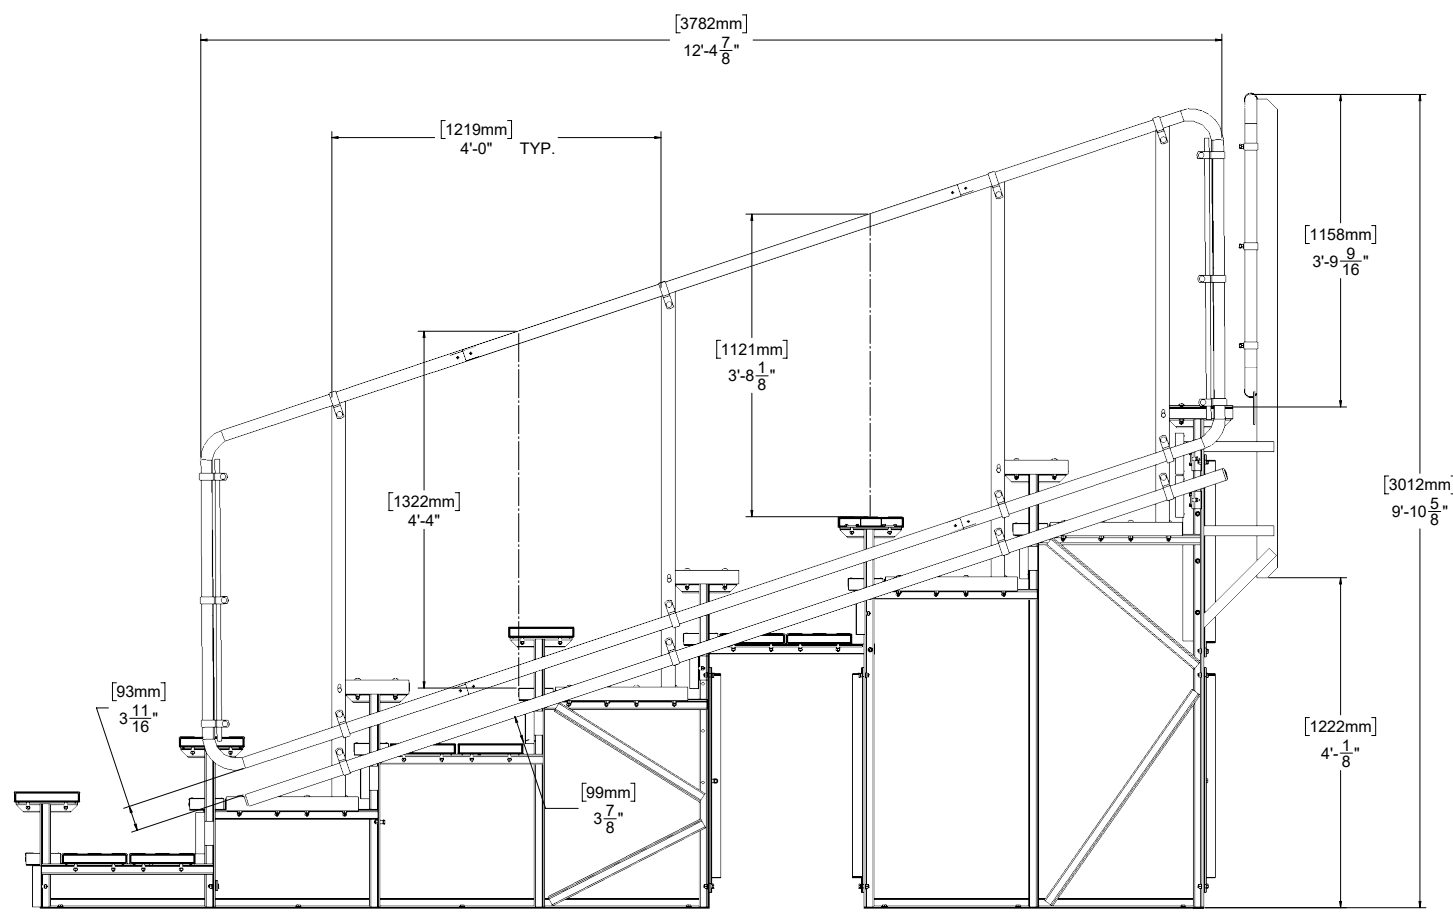 [3782mm]
12'-4 7/8"
[1219mm]
4'-0" TYP.
[1158mm]
3'-9 9/16"
[1121mm]
3'-8 1/8"
[1322mm]
4'-4"
[3012mm]
9'-10 5/8"
[93mm]
3 11/16"
[1222mm]
4'-1/8"
[99mm]
3 7/8"